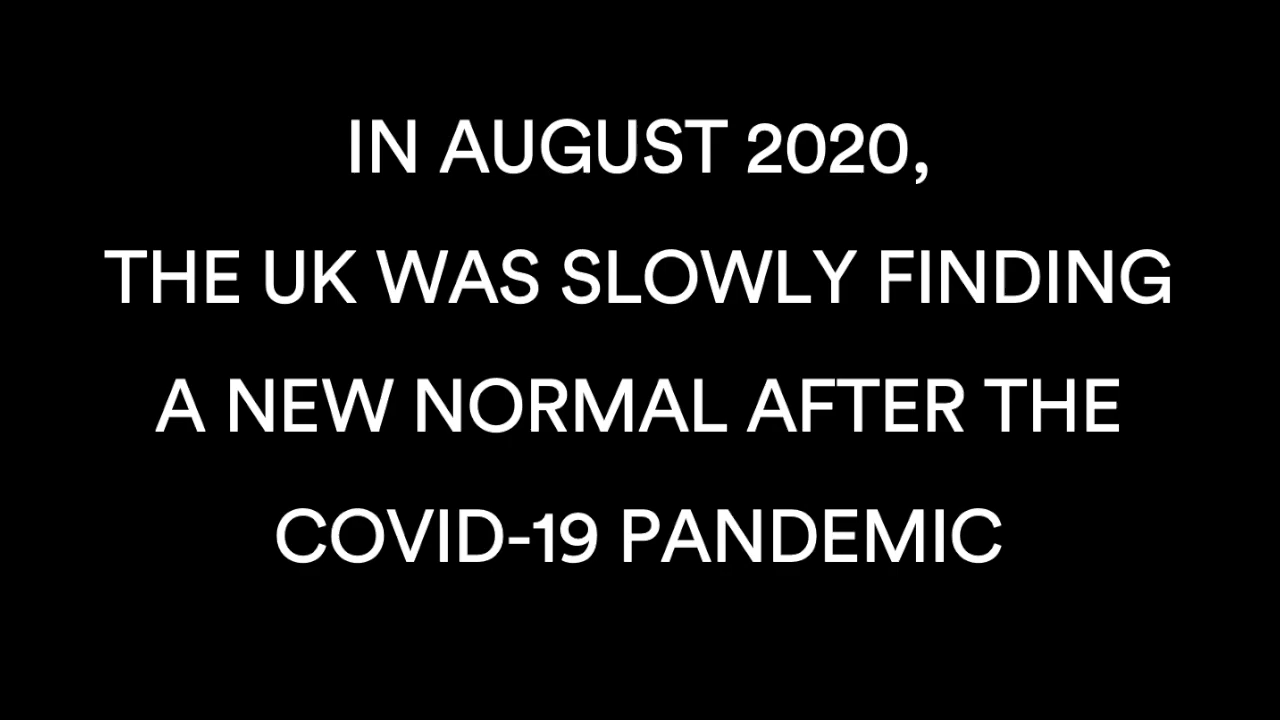 IN AUGUST 2020,
THE UK WAS SLOWLY FINDING
A NEW NORMAL AFTER THE
COVID-19 PANDEMIC